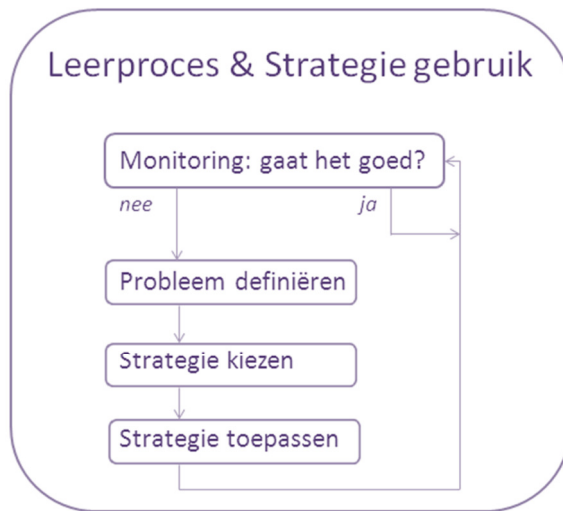 Leerproces & Strategie gebruik
Monitoring: gaat het goed?
nee ja
Probleem definiëren
Strategie kiezen
Strategie toepassen